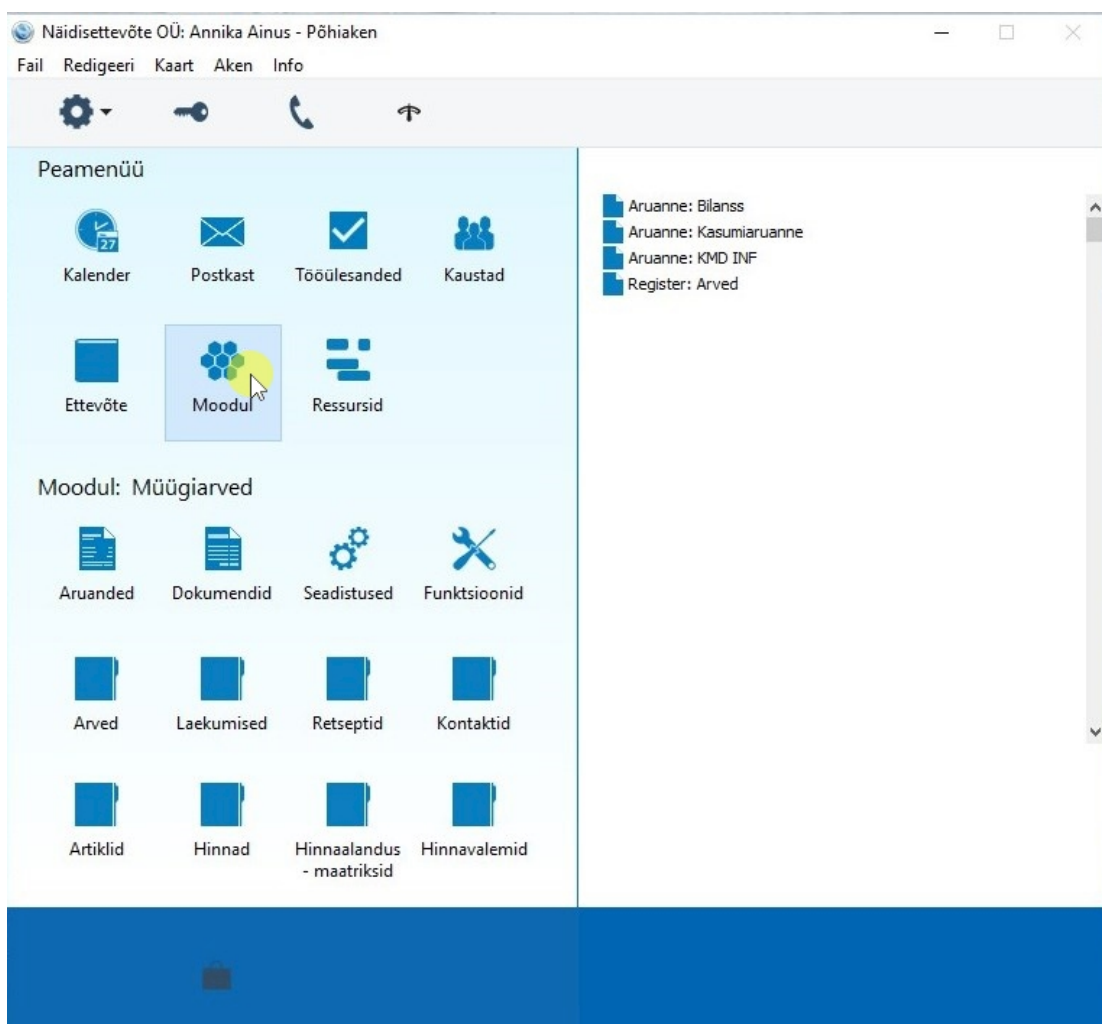 Näidisettevõte OÜ: Annika Ainus - Põhiaken
Fail Redigeeri Kaart Aken Info
Peamenüü
27
Kalender Postkast Tööülesanded Kaustad
Ettevõte Moodul Ressursid
Moodul: Müügiarved
Aruanded Dokumendid Seadistused Funktsioonid
Arved Laekumised Retseptid Kontaktid
Artiklid Hinnad Hinnaalandus Hinnavalemid
- maatriksid
Aruanne: Bilanss
Aruanne: Kasumiaruanne
Aruanne: KMD INF
Register: Arved